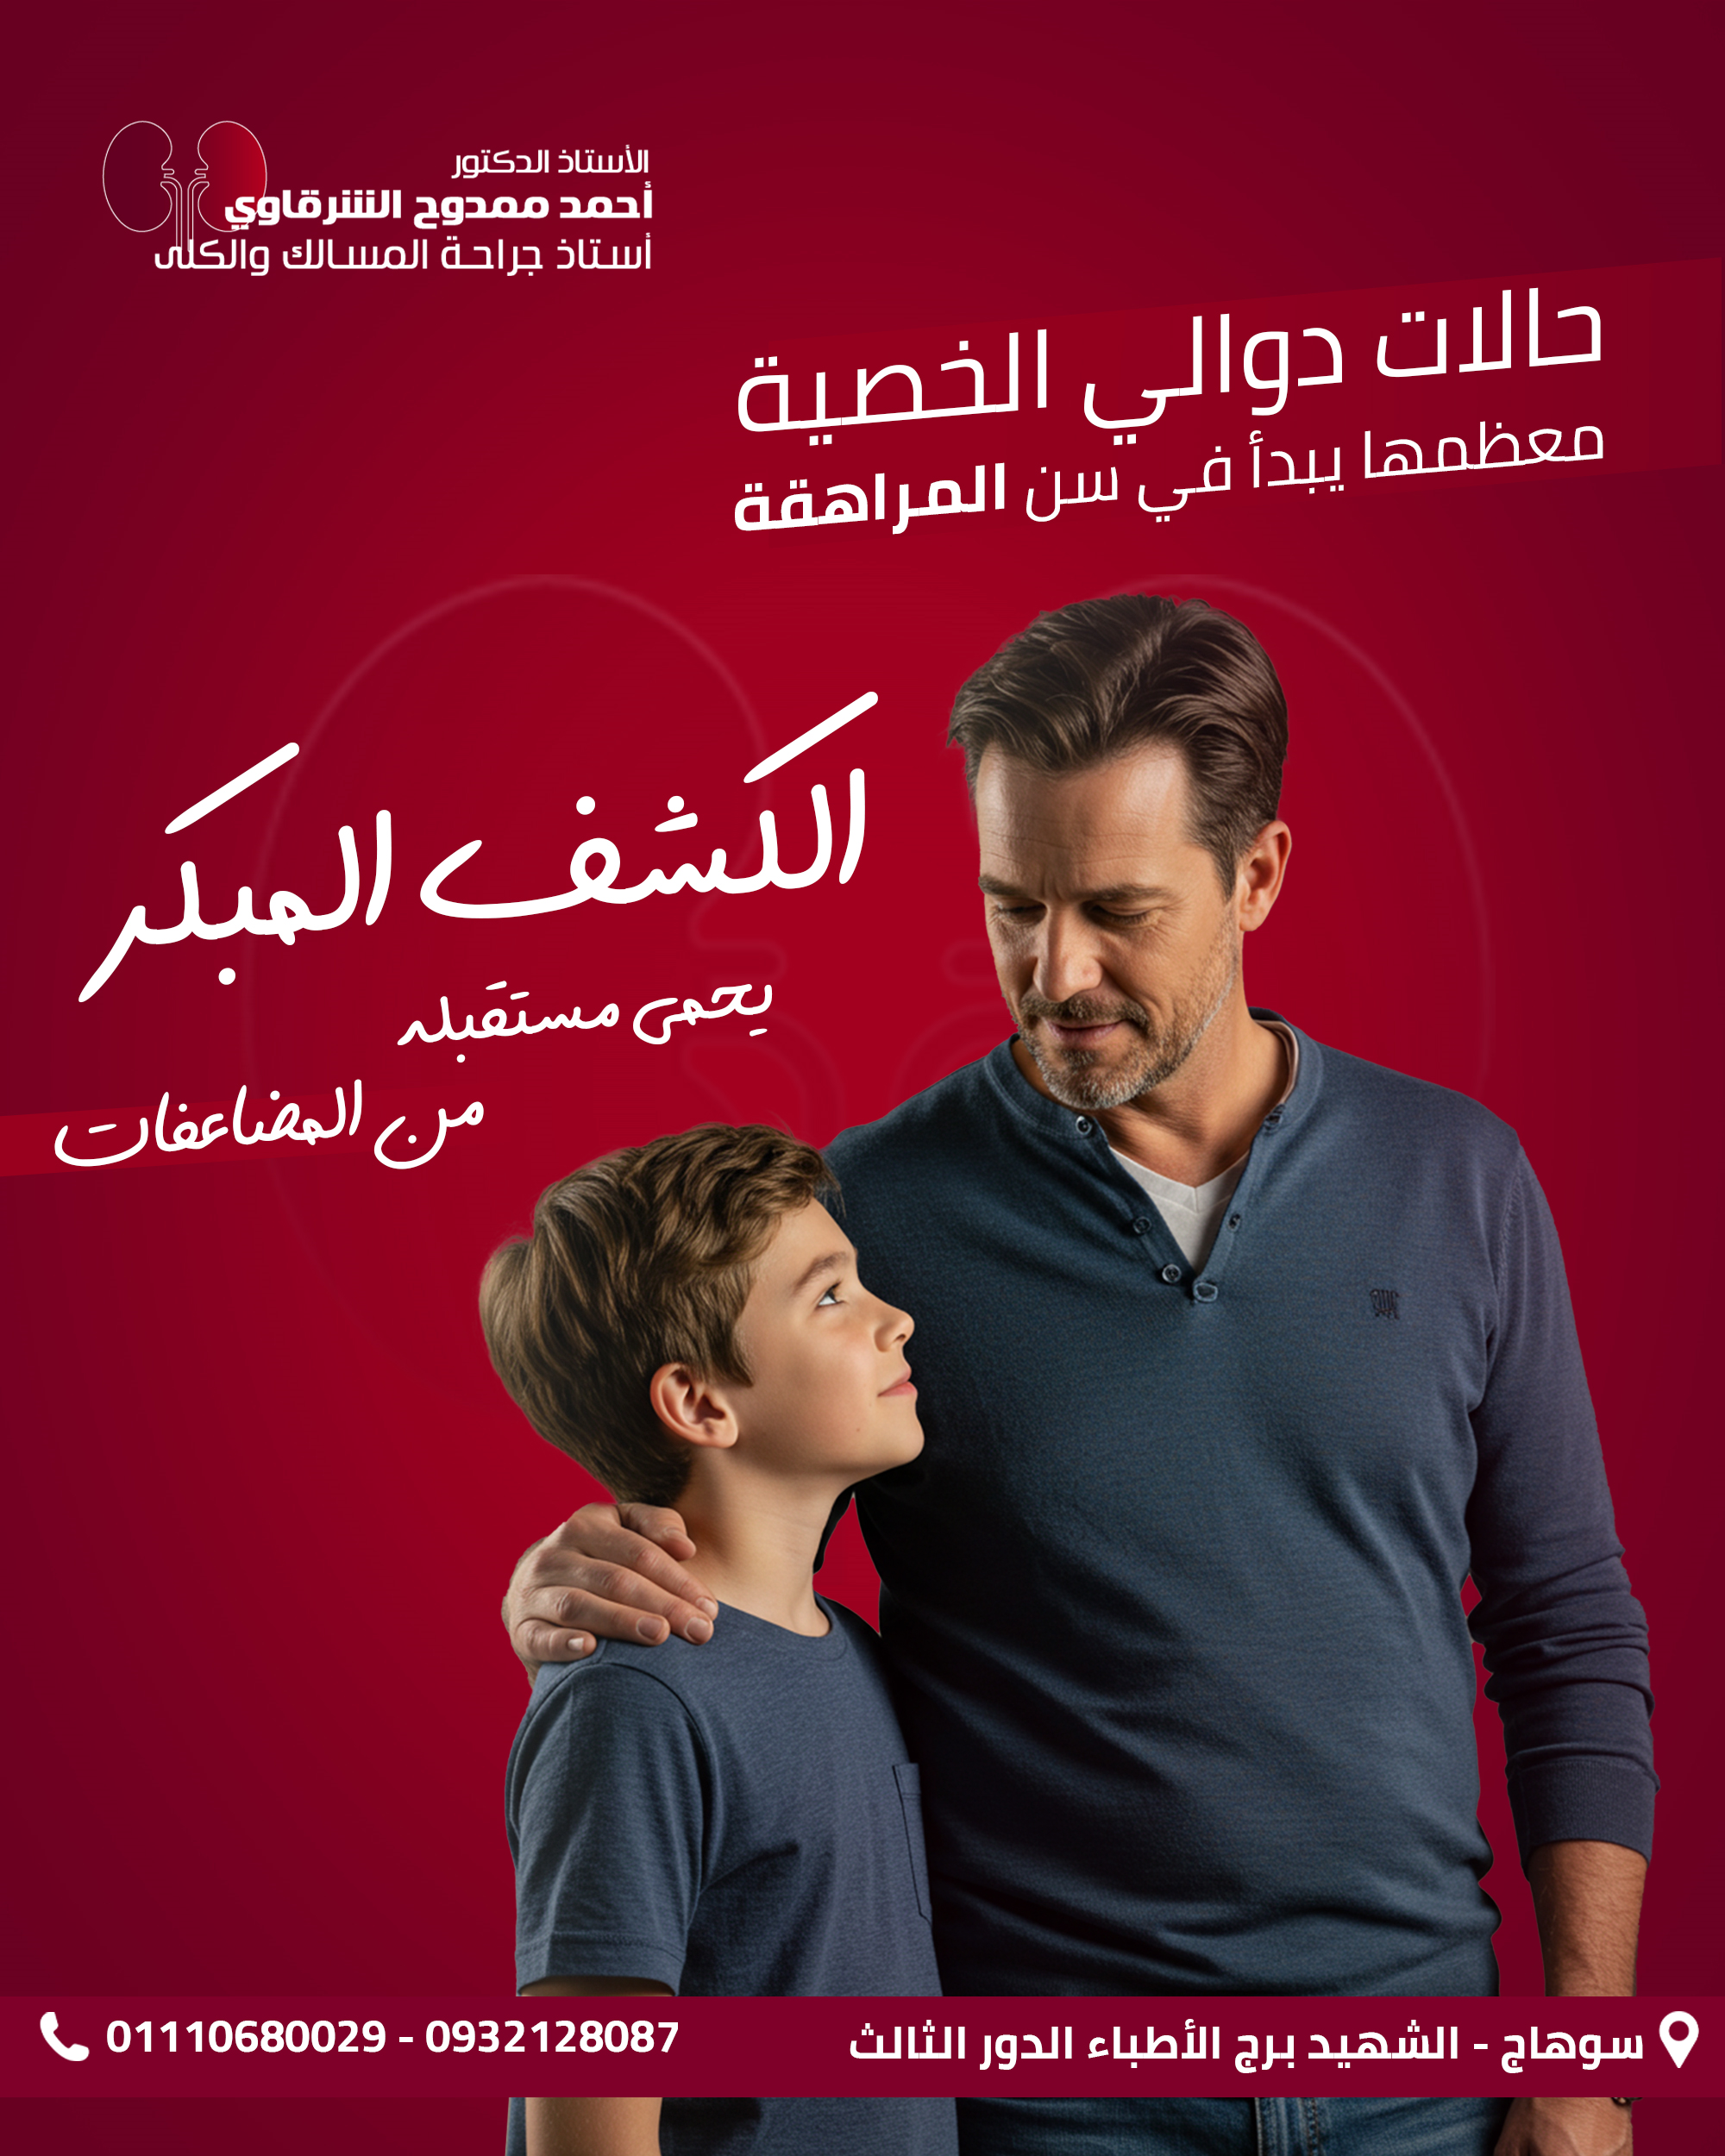 الأستاذ الدكتور
أحمد ممدوح الشرقاوي
أستاذ جراحة المسالك والكلى
حالات دوالي الخصية
معظمها يبدأ في سن المراهقة
الكشف المبكر
يحمى مستقبله
من المضاعفات
سوهاج - الشهيد برج الأطباء الدور الثالث
01110680029 - 0932128087